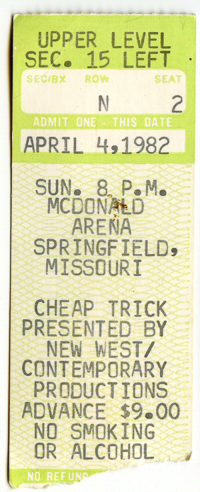 UPPER LEVEL
SEC. 15 LEFT
SEC/BX ROW SEAT
N 2
ADMIT ONE - THIS DATE
APRIL 4,1982
SUN. 8 P.M.
MCDONALD
ARENA
SPRINGFIELD,
MISSOURI
CHEAP TRICK
PRESENTED BY
NEW WEST/
CONTEMPORARY
PRODUCTIONS
ADVANCE $9.00
NO SMOKING
OR ALCOHOL
NO REFUND